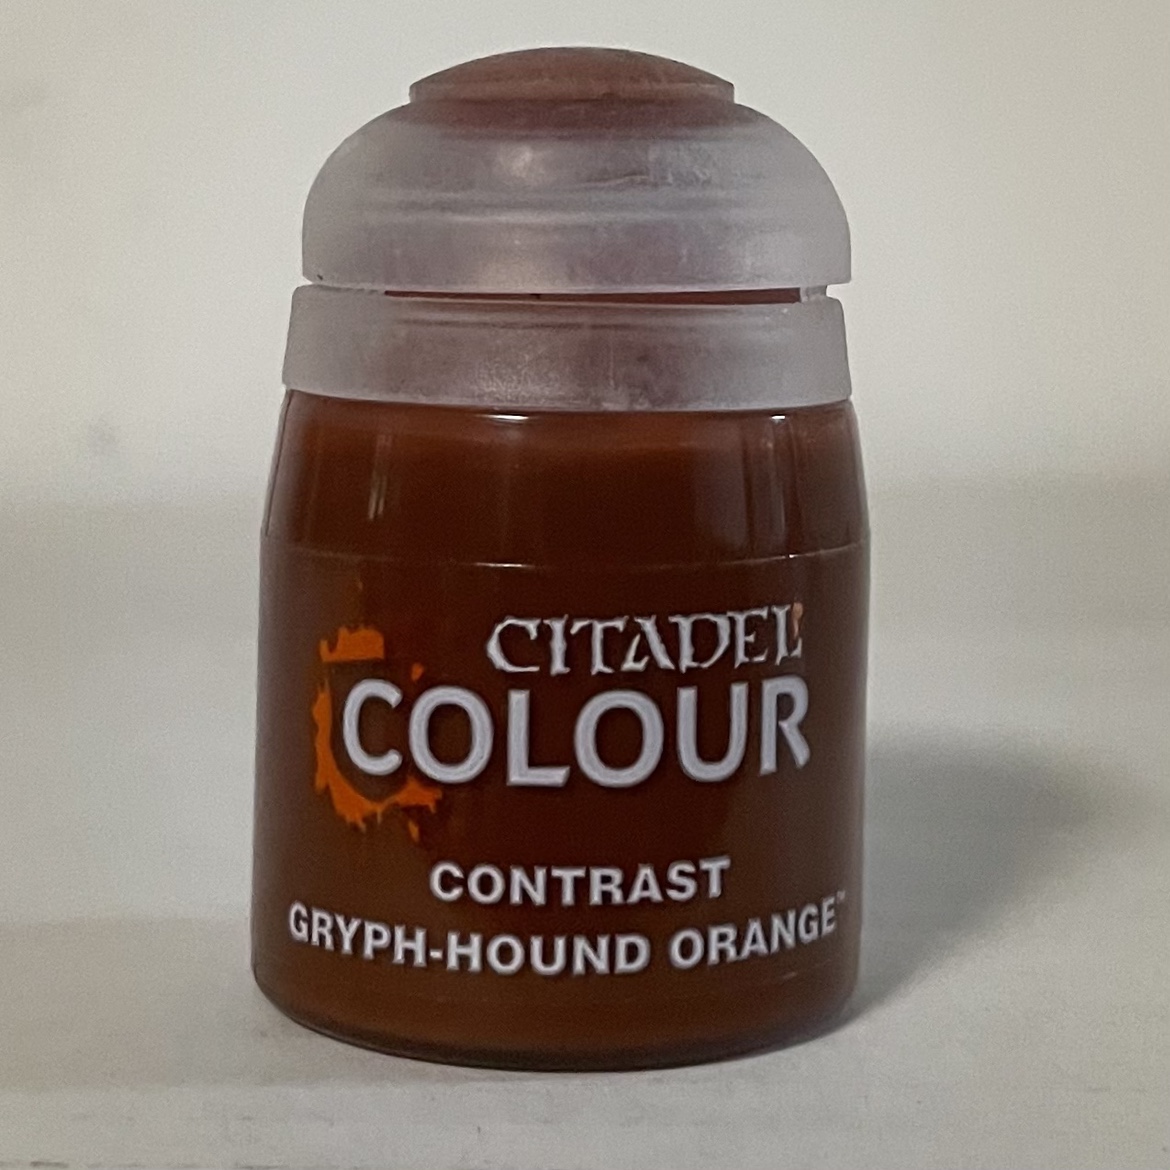 CITADEL
COLOUR
CONTRAST
GRYPH-HOUND ORANGE™